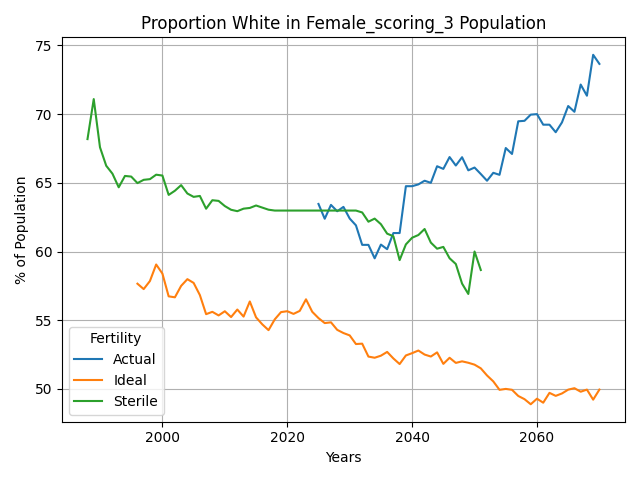 Proportion White in Female_scoring_3 Population
% of Population
75
70
65
60
55
50
Fertility
Actual
Ideal
Sterile
2000
2020
2040
2060
Years